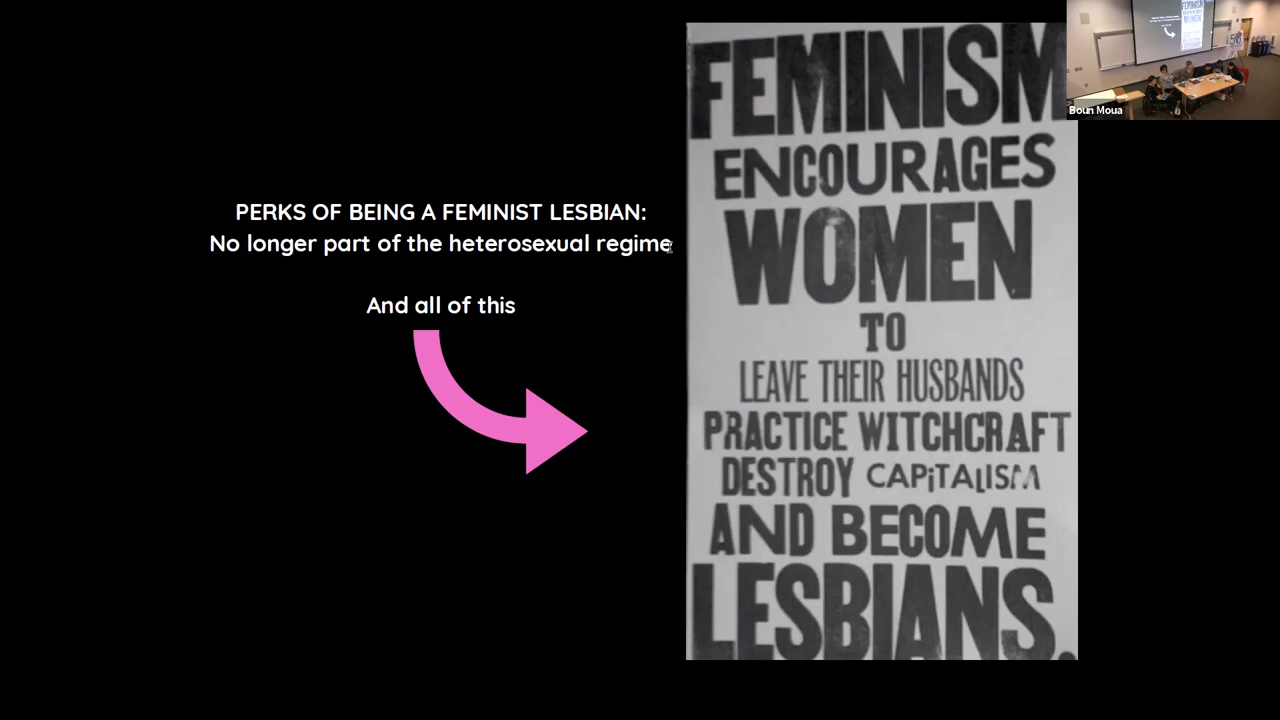 PERKS OF BEING A FEMINIST LESBIAN:
No longer part of the heterosexual regime
And all of this
FEMINISM
ENCOURAGES
WOMEN
TO
LEAVE THEIR HUSBANDS
PRACTICE WITCHCRAFT
DESTROY CAPiTALISM
AND BECOME
LESBIANS.
Boun Moua